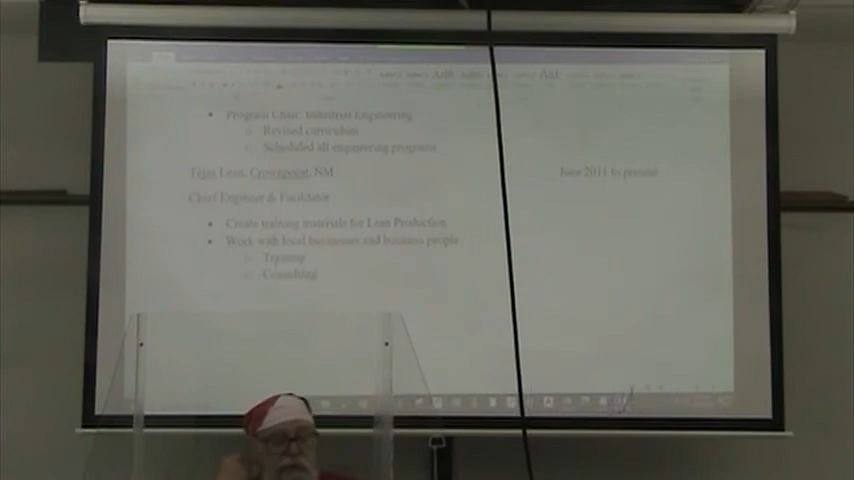 • Program Chair: Industrial Engineering
o Revised curriculum
o Scheduled all engineering programs
Lean, Crownpoint, NM June 2011 to present
Chief Engineer & Facilitator
• Create training materials for Lean Production
• Work with local businesses and business people
o Training
o Consulting